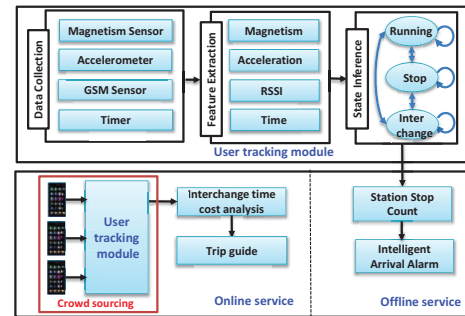 Data Collection
Magnetism Sensor
Accelerometer
GSM Sensor
Timer
Feature Extraction
Magnetism
Acceleration
RSSI
Time
State Inference
Running
Stop
Inter
change
User tracking module
User
tracking
module
Crowd sourcing
Interchange time
cost analysis
Trip guide
Online service
Station Stop
Count
Intelligent
Arrival Alarm
Offline service